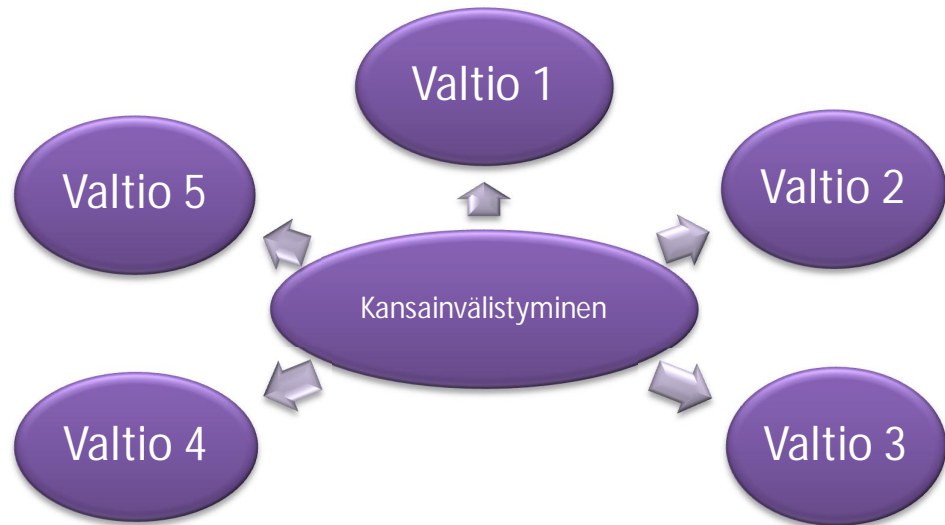 Valtio 1
Valtio 5
Valtio 2
Kansainvälistyminen
Valtio 4
Valtio 3